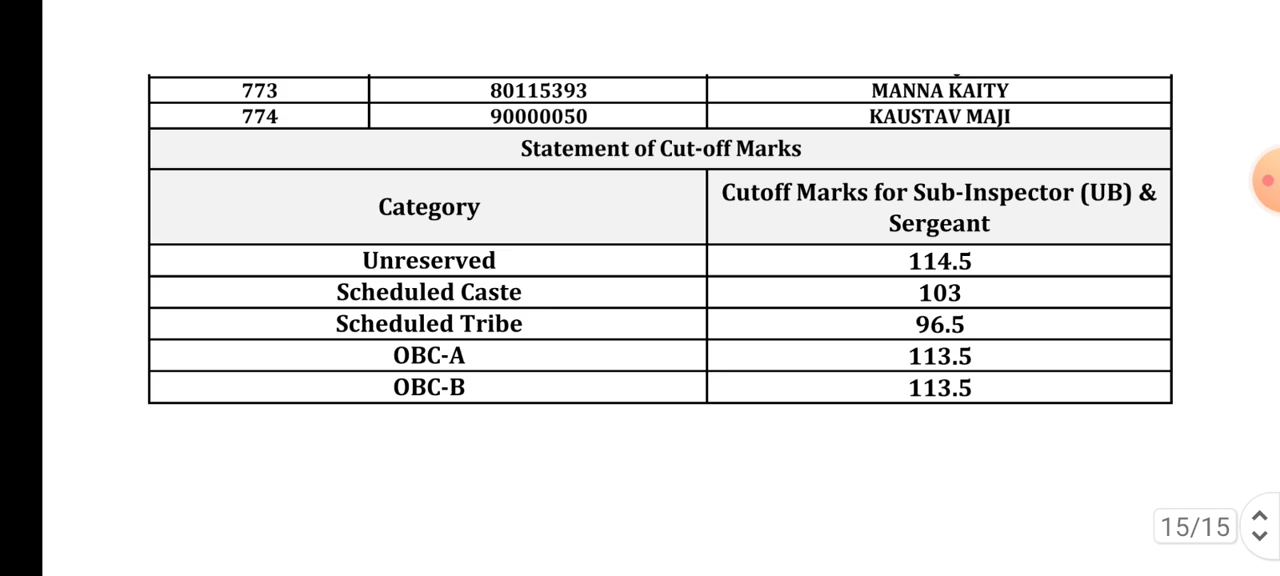 773 80115393 MANNA KAITY
774 90000050 KAUSTAV MAJI
Statement of Cut-off Marks
Category Cutoff Marks for Sub-Inspector (UB) &
Sergeant
Unreserved 114.5
Scheduled Caste 103
Scheduled Tribe 96.5
OBC-A 113.5
OBC-B 113.5
15/15